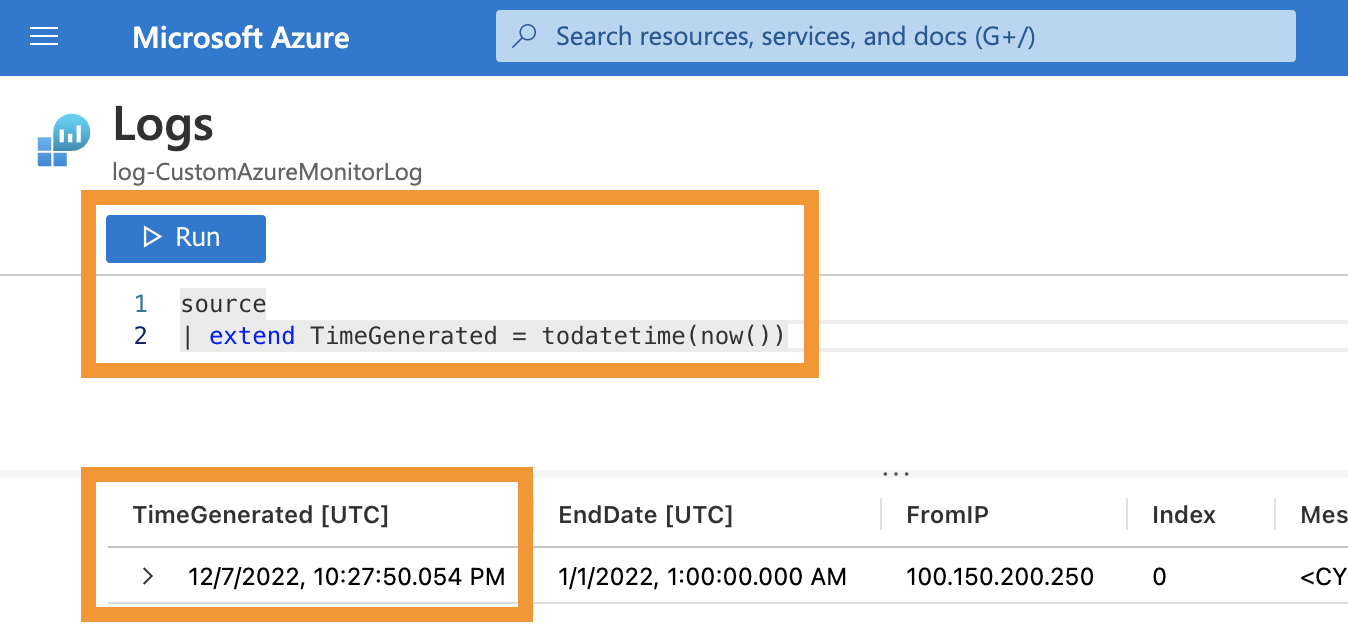 Microsoft Azure
Search resources, services, and docs (G+/)
Logs
log-CustomAzureMonitorLog
Run
1 source
2 | extend TimeGenerated = todatetime(now())
...
TimeGenerated [UTC] EndDate [UTC] FromIP Index Mes
12/7/2022, 10:27:50.054 PM 1/1/2022, 1:00:00.000 AM 100.150.200.250 0 <CY